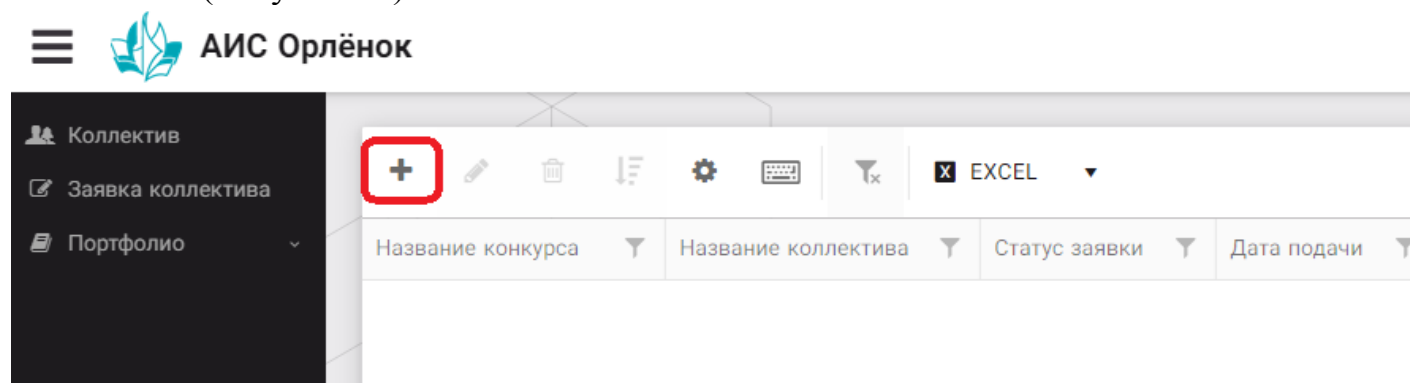 АИС Орлёнок
Коллектив
Заявка коллектива
Портфолио
X EXCEL
Название конкурса Название коллектива Статус заявки Дата подачи